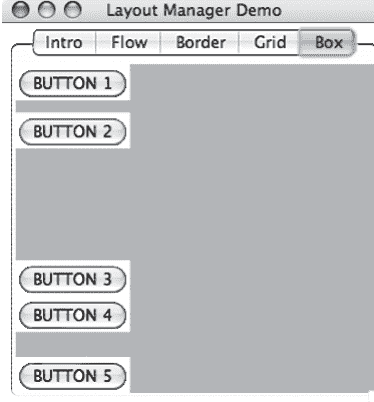 Layout Manager Demo
Intro Flow Border Grid Box
BUTTON 1
BUTTON 2
BUTTON 3
BUTTON 4
BUTTON 5